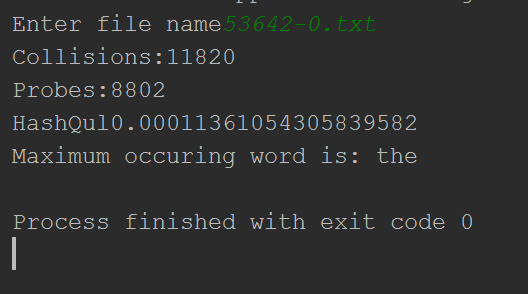 Enter file name53642-0.txt
Collisions:11820
Probes:8802
HashQul0.00011361054305839582
Maximum occuring word is: the
Process finished with exit code 0